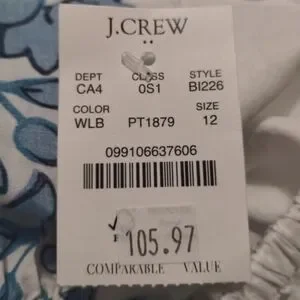 J.CREW
DEPT CLASS STYLE
CA4 0S1 BI226
COLOR SIZE
WLB PT1879 12
099106637606
105.97
COMPARABLE VALUE